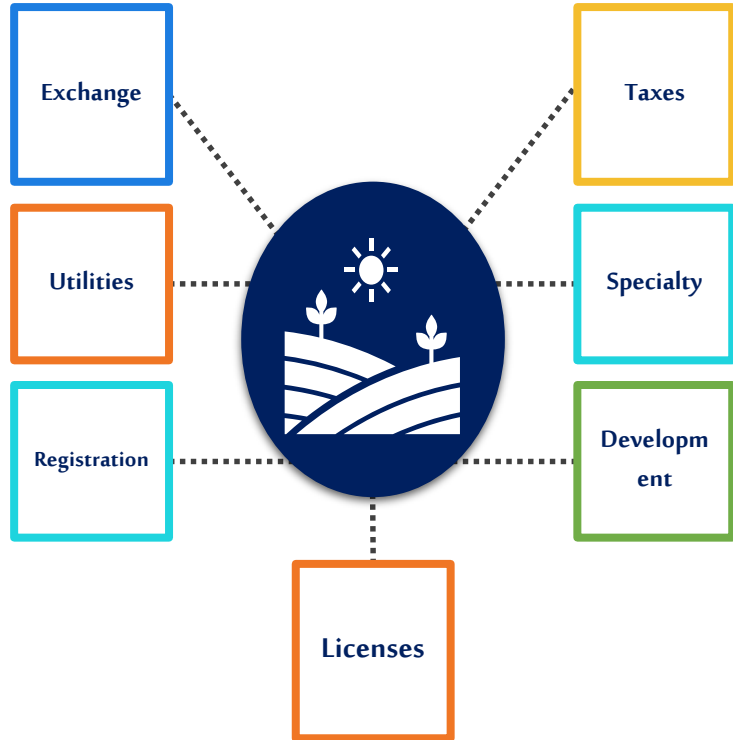 Exchange
Taxes
Utilities
Specialty
Registration
Developm
ent
Licenses